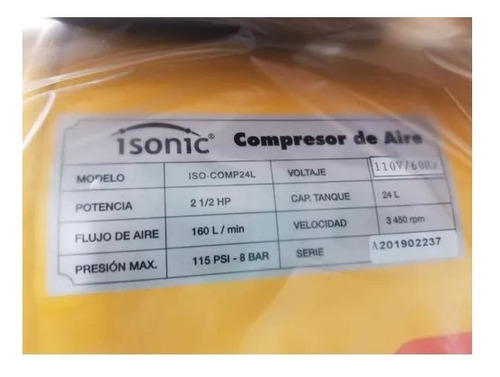 isonic® Compresor de Aire
MODELO ISO-COMP24L VOLTAJE 110V/60Hz
POTENCIA 2 1/2 HP CAP. TANQUE 24 L
FLUJO DE AIRE 160 L / min VELOCIDAD 3 450 rpm
PRESIÓN MAX. 115 PSI - 8 BAR SERIE A201902237